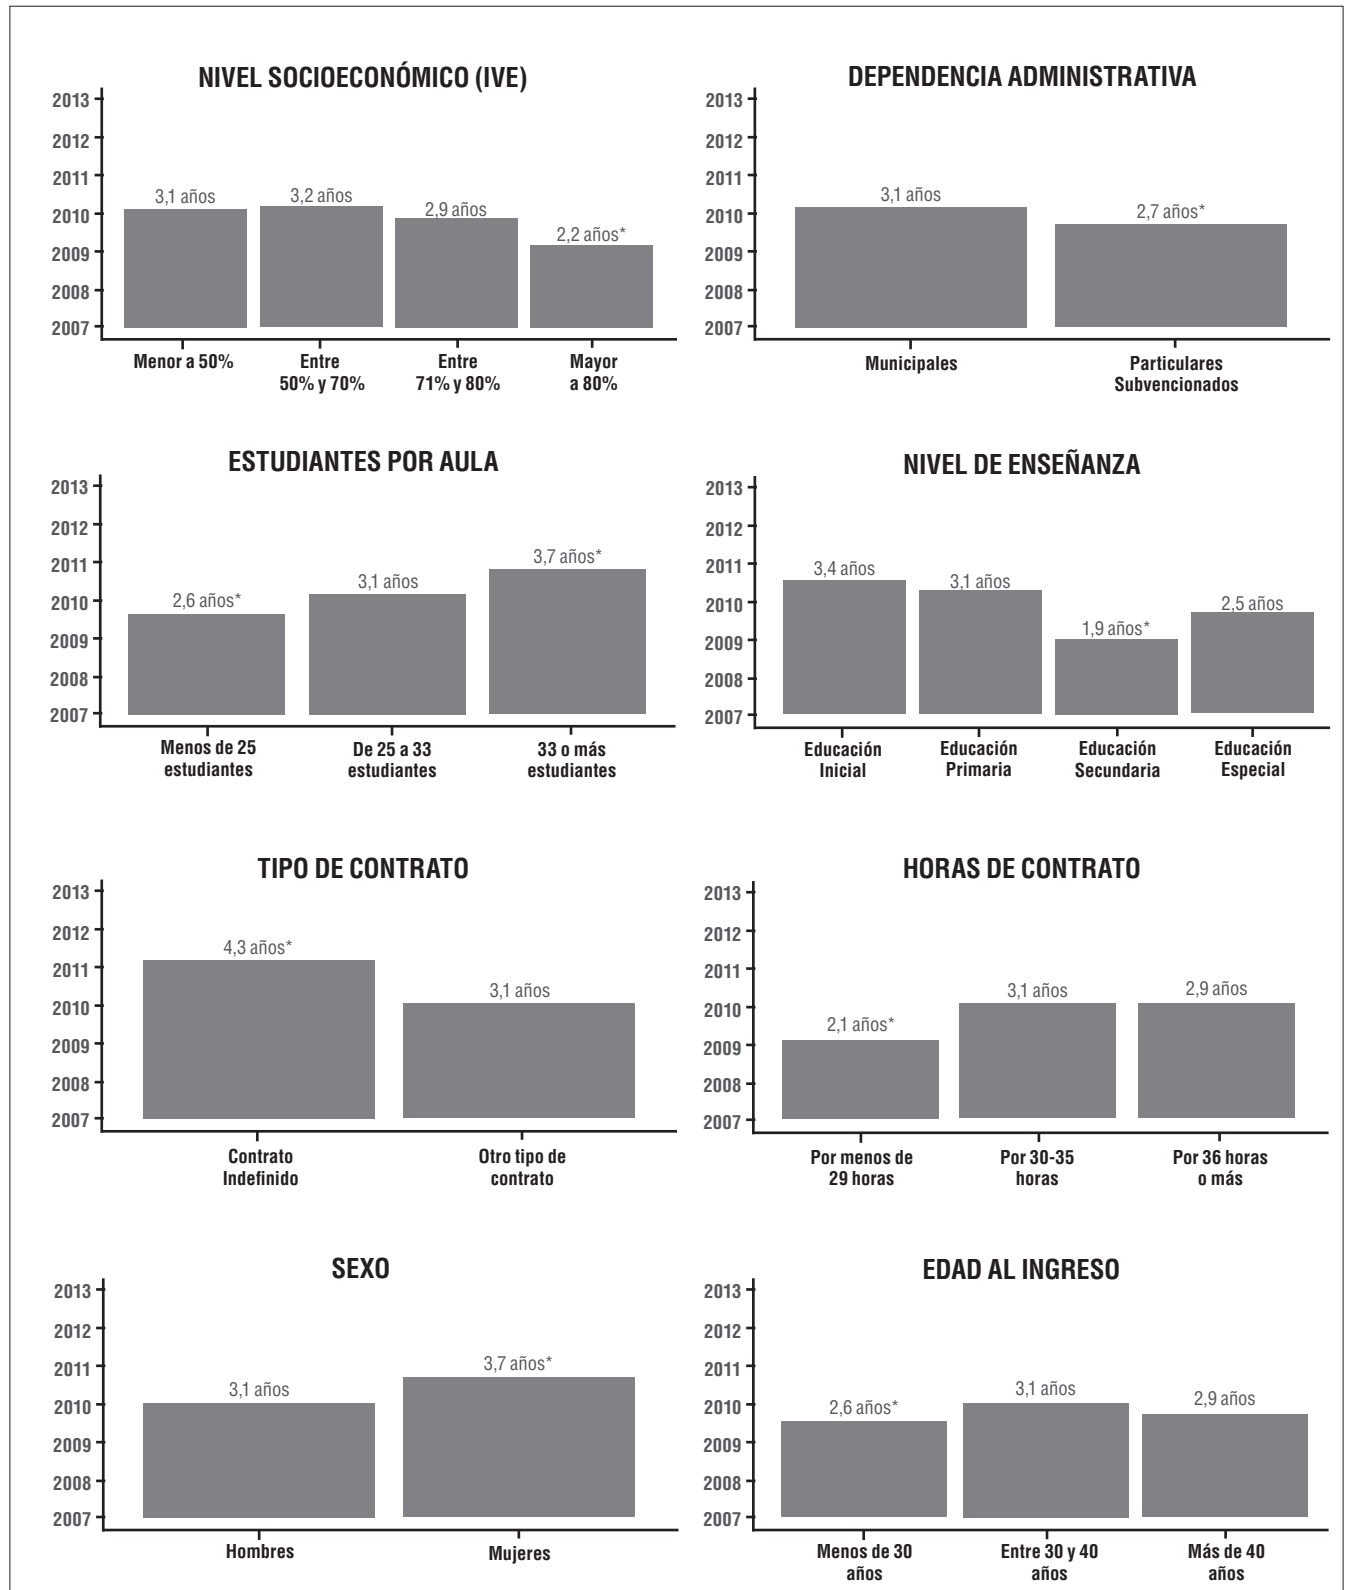 NIVEL SOCIOECONÓMICO (IVE)
2013
2012
2011
2010
2009
2008
2007
3,1 años
3,2 años
2,9 años
2,2 años*
Menor a 50%
Entre
50% y 70%
Entre
71% y 80%
Mayor
a 80%
DEPENDENCIA ADMINISTRATIVA
2013
2012
2011
2010
2009
2008
2007
3,1 años
2,7 años*
Municipales
Particulares
Subvencionados
ESTUDIANTES POR AULA
2013
2012
2011
2010
2009
2008
2007
2,6 años*
3,1 años
3,7 años*
Menos de 25
estudiantes
De 25 a 33
estudiantes
33 o más
estudiantes
NIVEL DE ENSEÑANZA
2013
2012
2011
2010
2009
2008
2007
3,4 años
3,1 años
1,9 años*
2,5 años
Educación
Inicial
Educación
Primaria
Educación
Secundaria
Educación
Especial
TIPO DE CONTRATO
2013
2012
2011
2010
2009
2008
2007
4,3 años*
3,1 años
Contrato
Indefinido
Otro tipo de
contrato
HORAS DE CONTRATO
2013
2012
2011
2010
2009
2008
2007
2,1 años*
3,1 años
2,9 años
Por menos de
29 horas
Por 30-35
horas
Por 36 horas
o más
SEXO
2013
2012
2011
2010
2009
2008
2007
3,1 años
3,7 años*
Hombres
Mujeres
EDAD AL INGRESO
2013
2012
2011
2010
2009
2008
2007
2,6 años*
3,1 años
2,9 años
Menos de 30
años
Entre 30 y 40
años
Más de 40
años